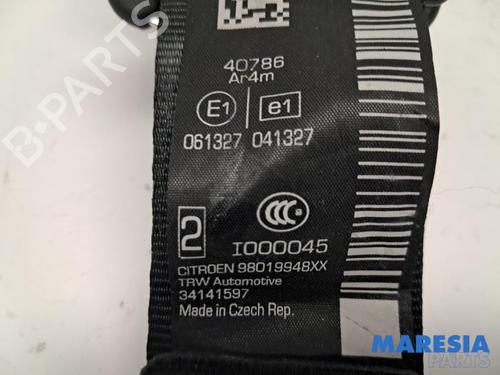 40786
Ar4m
E1 e1
061327 041327
2
CCC
I000045
CITROEN 98019948XX
TRW Automotive
34141597
Made in Czech Rep.
B-PARTS
MARESIA
PARTS